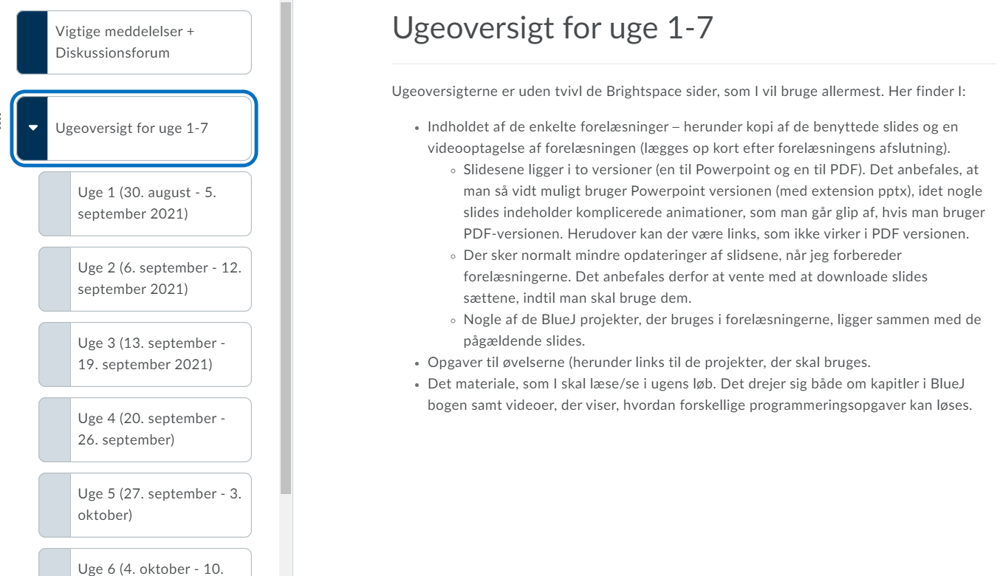 Vigtige meddelelser +
Diskussionsforum
Ugeoversigt for uge 1-7
Uge 1 (30. august - 5.
september 2021)
Uge 2 (6. september - 12.
september 2021)
Uge 3 (13. september -
19. september 2021)
Uge 4 (20. september -
26. september)
Uge 5 (27. september - 3.
oktober)
Uge 6 (4. oktober - 10.
Ugeoversigt for uge 1-7
Ugeoversigterne er uden tvivl de Brightspace sider, som I vil bruge allermest. Her finder I:
• Indholdet af de enkelte forelæsninger – herunder kopi af de benyttede slides og en
videooptagelse af forelæsningen (lægges op kort efter forelæsningens afslutning).
◦ Slidesene ligger i to versioner (en til Powerpoint og en til PDF). Det anbefales, at
man så vidt muligt bruger Powerpoint versionen (med extension pptx), idet nogle
slides indeholder komplicerede animationer, som man går glip af, hvis man bruger
PDF-versionen. Herudover kan der være links, som ikke virker i PDF versionen.
◦ Der sker normalt mindre opdateringer af slidsene, når jeg forbereder
forelæsningerne. Det anbefales derfor at vente med at downloade slides
sættene, indtil man skal bruge dem.
◦ Nogle af de BlueJ projekter, der bruges i forelæsningerne, ligger sammen med de
pågældende slides.
• Opgaver til øvelserne (herunder links til de projekter, der skal bruges.
• Det materiale, som I skal læse/se i ugens løb. Det drejer sig både om kapitler i BlueJ
bogen samt videoer, der viser, hvordan forskellige programmeringsopgaver kan løses.